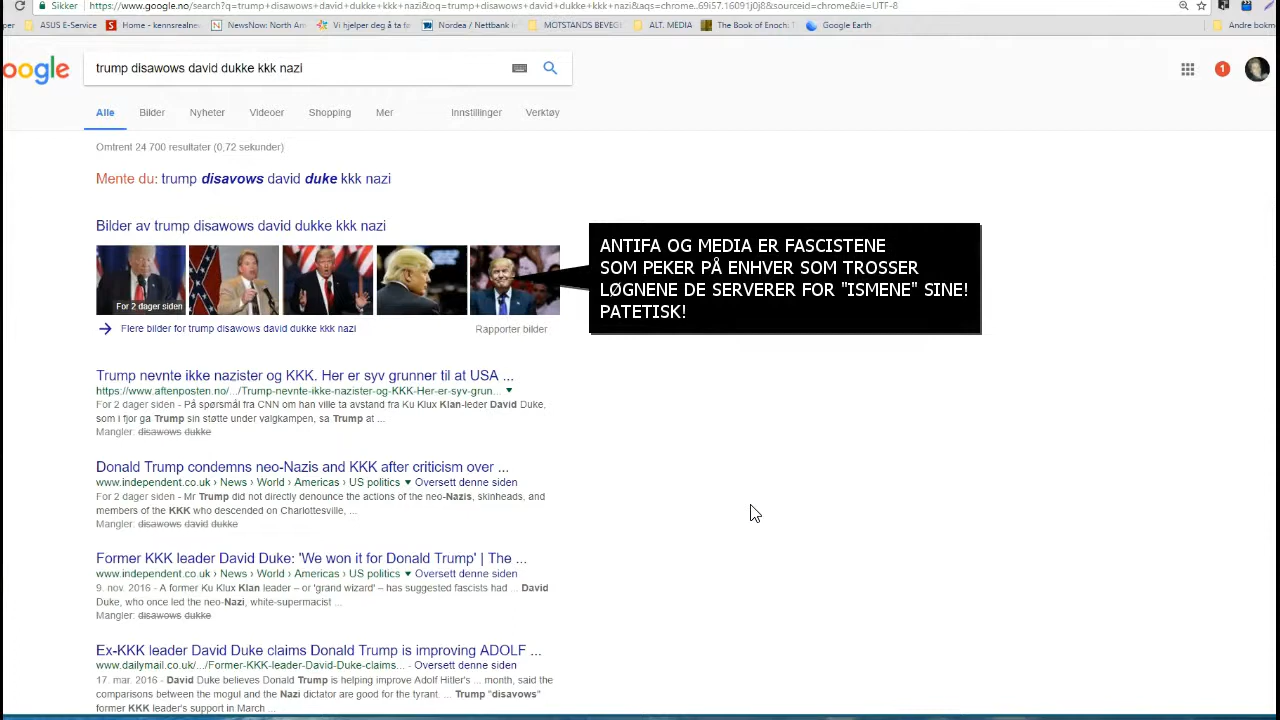 Sikker https://www.google.no/search?q=trump+disawows+david+dukke+kkk+nazi&oq=trump+disawows+david+dukke+kkk+nazi&aqs=chrome..69i57.16091j0j8&sourceid=chrome&ie=UTF-8
per ASUS E-Service Home - kennsrealne NewsNow: North An Vi hjelper deg å ta f Nordea / Nettbank in MOTSTANDS BEVEG ALT. MEDIA The Book of Enoch: T Google Earth Andre bokm
oogle trump disawows david dukke kkk nazi 1
Alle Bilder Nyheter Videoer Shopping Mer Innstillinger Verktøy
Omtrent 24 700 resultater (0,72 sekunder)
Mente du: trump disavows david duke kkk nazi
Bilder av trump disawows david dukke kkk nazi
For 2 dager siden
Flere bilder for trump disawows david dukke kkk nazi Rapporter bilder
ANTIFA OG MEDIA ER FASCISTENE
SOM PEKER PÅ ENHVER SOM TROSSER
LØGNENE DE SERVERER FOR "ISMENE" SINE!
PATETISK!
Trump nevnte ikke nazister og KKK. Her er syv grunner til at USA ...
https://www.aftenposten.no/.../Trump-nevnte-ikke-nazister-og-KKK-Her-er-syv-grun...
For 2 dager siden - På spørsmål fra CNN om han ville ta avstand fra Ku Klux Klan-leder David Duke,
som i fjor ga Trump sin støtte under valgkampen, sa Trump at ...
Mangler: disawows dukke
Donald Trump condemns neo-Nazis and KKK after criticism over ...
www.independent.co.uk › News › World › Americas › US politics Oversett denne siden
For 2 dager siden - Mr Trump did not directly denounce the actions of the neo-Nazis, skinheads, and
members of the KKK who descended on Charlottesville, ...
Mangler: disawows david dukke
Former KKK leader David Duke: 'We won it for Donald Trump' | The ...
www.independent.co.uk › News › World › Americas › US politics Oversett denne siden
9. nov. 2016 - A former Ku Klux Klan leader – or 'grand wizard' – has suggested fascists had ... David
Duke, who once led the neo-Nazi, white-supermacist ...
Mangler: disawows dukke
Ex-KKK leader David Duke claims Donald Trump is improving ADOLF ...
www.dailymail.co.uk/.../Former-KKK-leader-David-Duke-claims... - Oversett denne siden
17. mar. 2016 - David Duke believes Donald Trump is helping improve Adolf Hitler's ... month, said the
comparisons between the mogul and the Nazi dictator are good for the tyrant. ... Trump "disavows"
former KKK leader's support in March ...